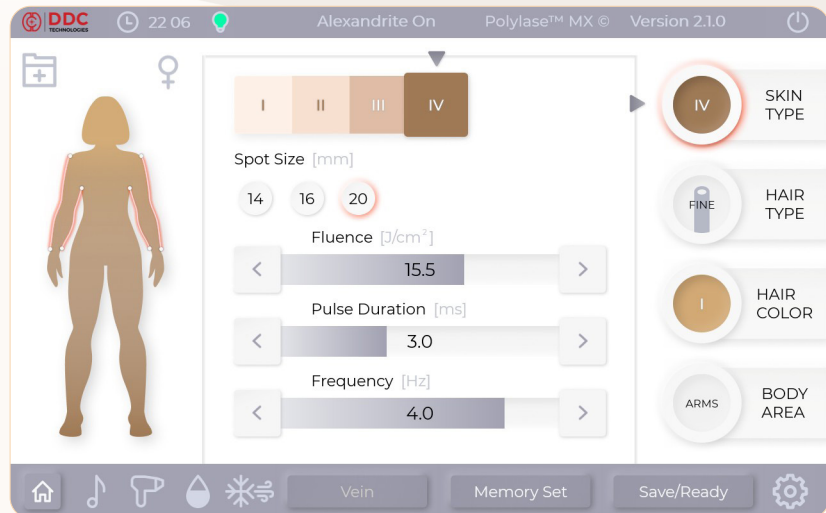 DDC
TECHNOLOGIES
22 06
Alexandrite On
Polylase™ MX ©
Version 2.1.0
I
II
III
IV
Spot Size [mm]
14
16
20
Fluence [J/cm²]
15.5
Pulse Duration [ms]
3.0
Frequency [Hz]
4.0
IV
SKIN
TYPE
FINE
HAIR
TYPE
I
HAIR
COLOR
ARMS
BODY
AREA
Vein
Memory Set
Save/Ready